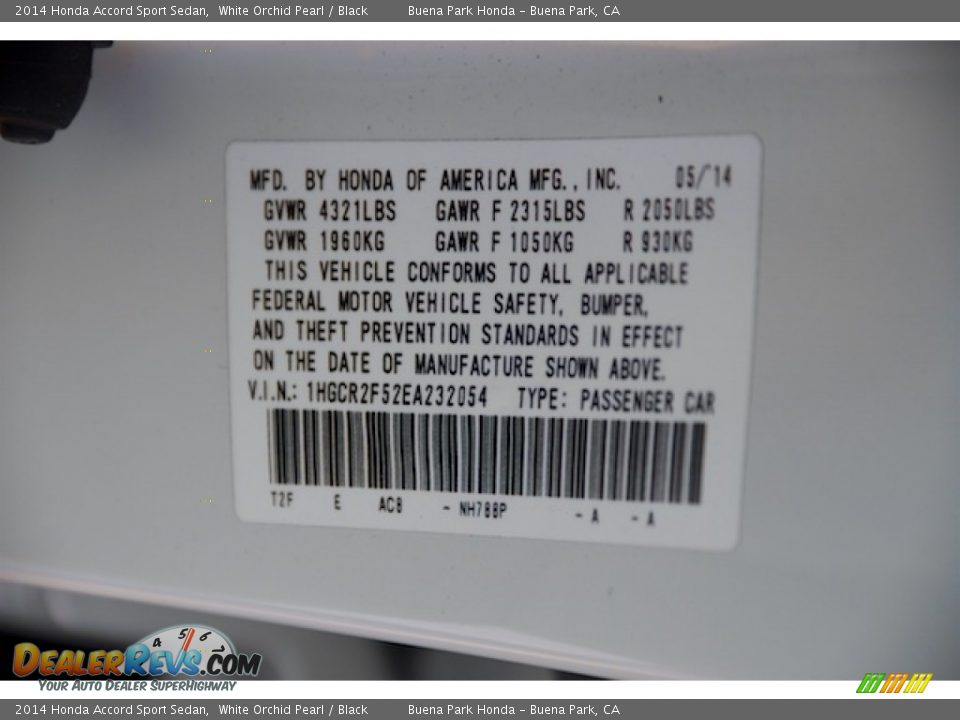 2014 Honda Accord Sport Sedan, White Orchid Pearl / Black Buena Park Honda - Buena Park, CA
MFD. BY HONDA OF AMERICA MFG., INC. 05/'14
GVWR 4321LBS GAWR F 2315LBS R 2050LBS
GVWR 1960KG GAWR F 1050KG R 930KG
THIS VEHICLE CONFORMS TO ALL APPLICABLE
FEDERAL MOTOR VEHICLE SAFETY, BUMPER,
AND THEFT PREVENTION STANDARDS IN EFFECT
ON THE DATE OF MANUFACTURE SHOWN ABOVE.
V.I.N.: 1HGCR2F52EA232054 TYPE: PASSENGER CAR
T2F E AC8 - NH788P - A - A
4 5 6
DEALERREVS.COM
YOUR AUTO DEALER SUPERHIGHWAY
2014 Honda Accord Sport Sedan, White Orchid Pearl / Black Buena Park Honda - Buena Park, CA